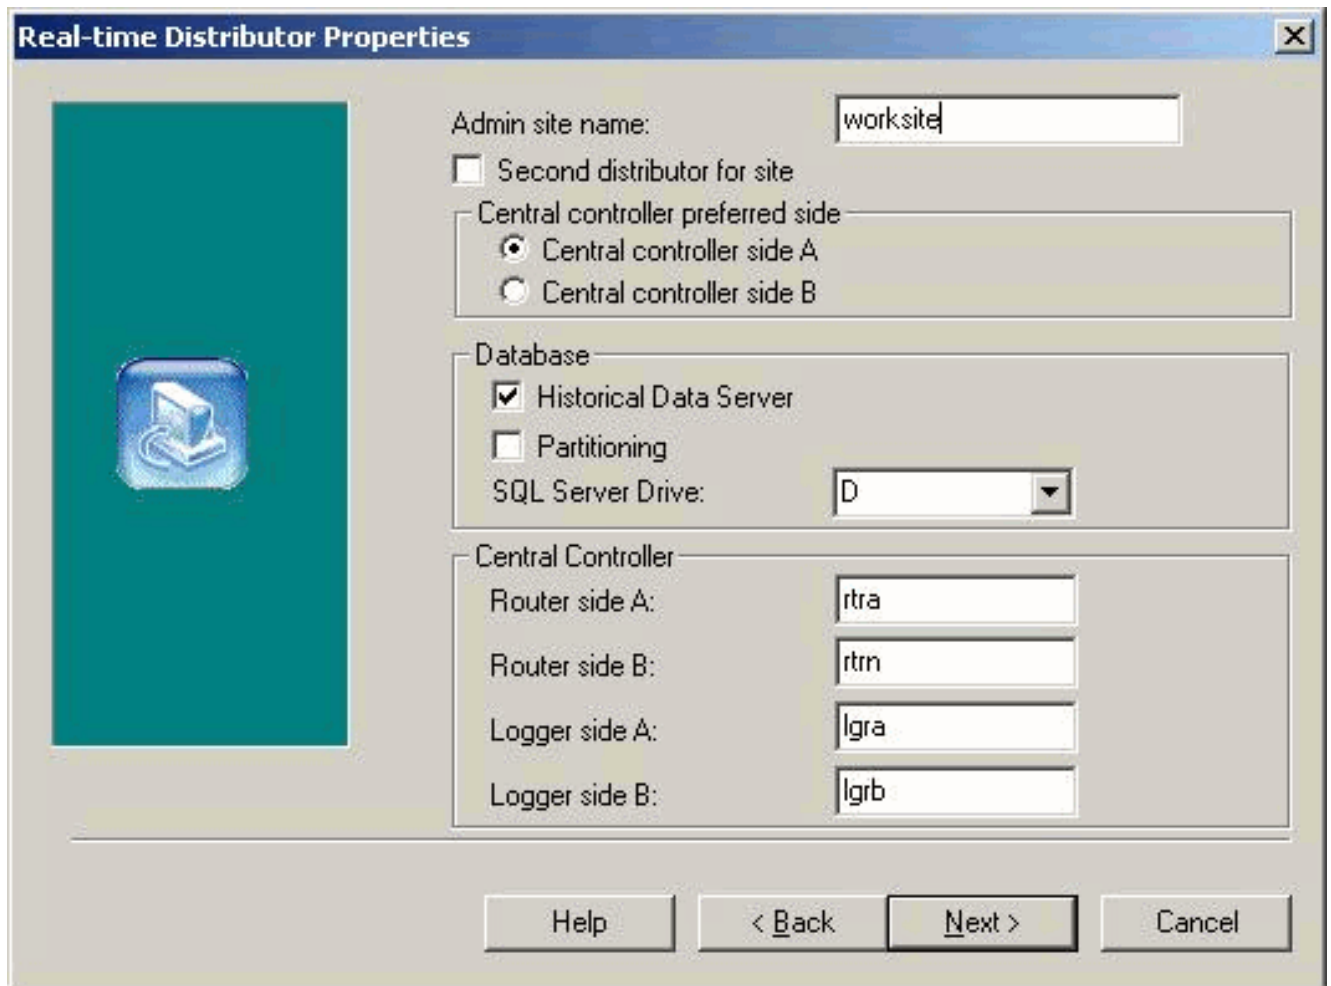 Real-time Distributor Properties
Admin site name: worksite
Second distributor for site
Central controller preferred side
Central controller side A
Central controller side B
Database
Historical Data Server
Partitioning
SQL Server Drive: D
Central Controller
Router side A: rtra
Router side B: rtrn
Logger side A: lgra
Logger side B: lgrb
Help < Back Next > Cancel